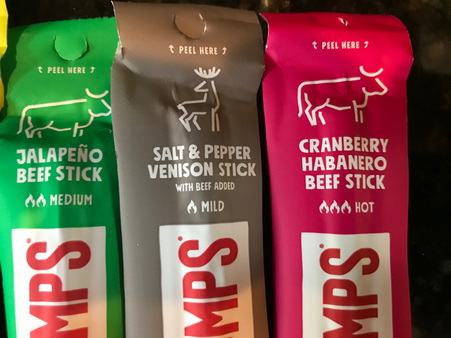 PEEL HERE
JALAPEÑO
BEEF STICK
MEDIUM
MPS
PEEL HERE
SALT & PEPPER
VENISON STICK
WITH BEEF ADDED
MILD
MPS
PEEL HERE
CRANBERRY
HABANERO
BEEF STICK
HOT
MPS